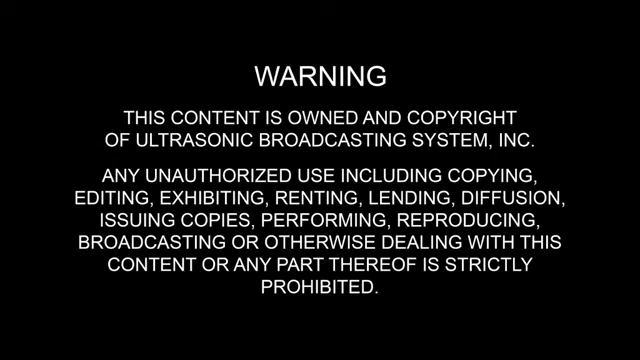 WARNING
THIS CONTENT IS OWNED AND COPYRIGHT
OF ULTRASONIC BROADCASTING SYSTEM, INC.
ANY UNAUTHORIZED USE INCLUDING COPYING,
EDITING, EXHIBITING, RENTING, LENDING, DIFFUSION,
ISSUING COPIES, PERFORMING, REPRODUCING,
BROADCASTING OR OTHERWISE DEALING WITH THIS
CONTENT OR ANY PART THEREOF IS STRICTLY
PROHIBITED.